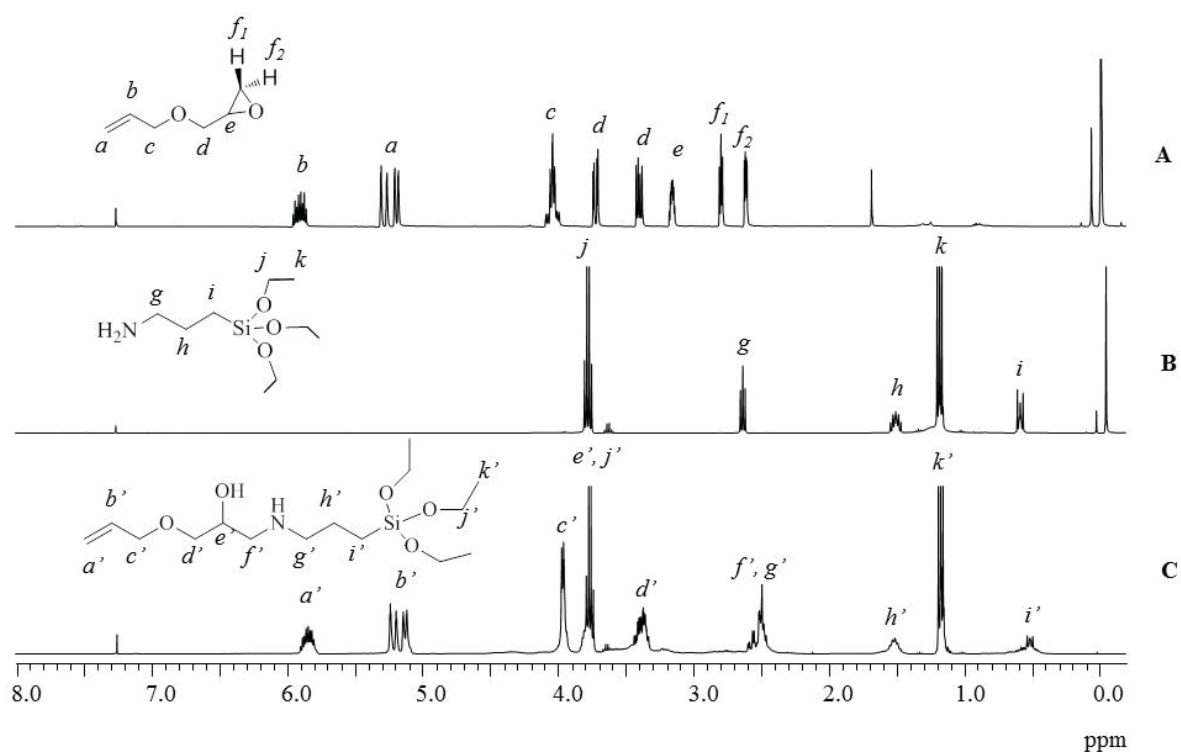 f₁
f₂
H
H
b
O
O
e
a
c
d
b
a
c
d
d
e
f₁
f₂
A
j
k
g
i
O
H₂N
Si
O
h
O
j
g
h
k
i
B
k’
h’
O
b’
OH
H
N
Si
O
j’
O
e’
O
a’
c’
d’
f’
g’
i’
e’, j’
k’
a’
b’
c’
d’
f’, g’
h’
i’
C
8.0 7.0 6.0 5.0 4.0 3.0 2.0 1.0 0.0
ppm